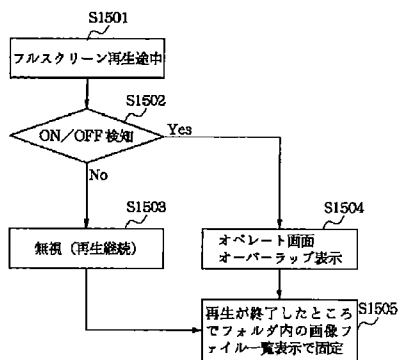 S1501
フルスクリーン再生途中
S1502
ON/OFF検知
Yes
No
S1503
無視(再生継続)
S1504
オペレート画面
オーバーラップ表示
再生が終了したところ
でフォルダ内の画像ファ
イル一覧表示で固定
S1505